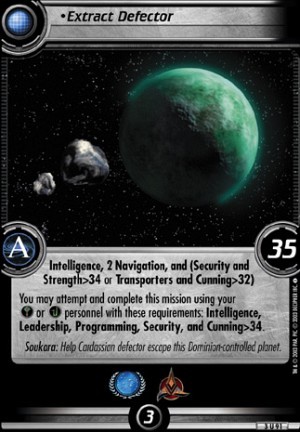 •Extract Defector
A
35
Intelligence, 2 Navigation, and (Security and
Strength>34 or Transporters and Cunning>32)
You may attempt and complete this mission using your
or personnel with these requirements: Intelligence,
Leadership, Programming, Security, and Cunning>34.
Soukara: Help Cardassian defector escape this Dominion-controlled planet.
3